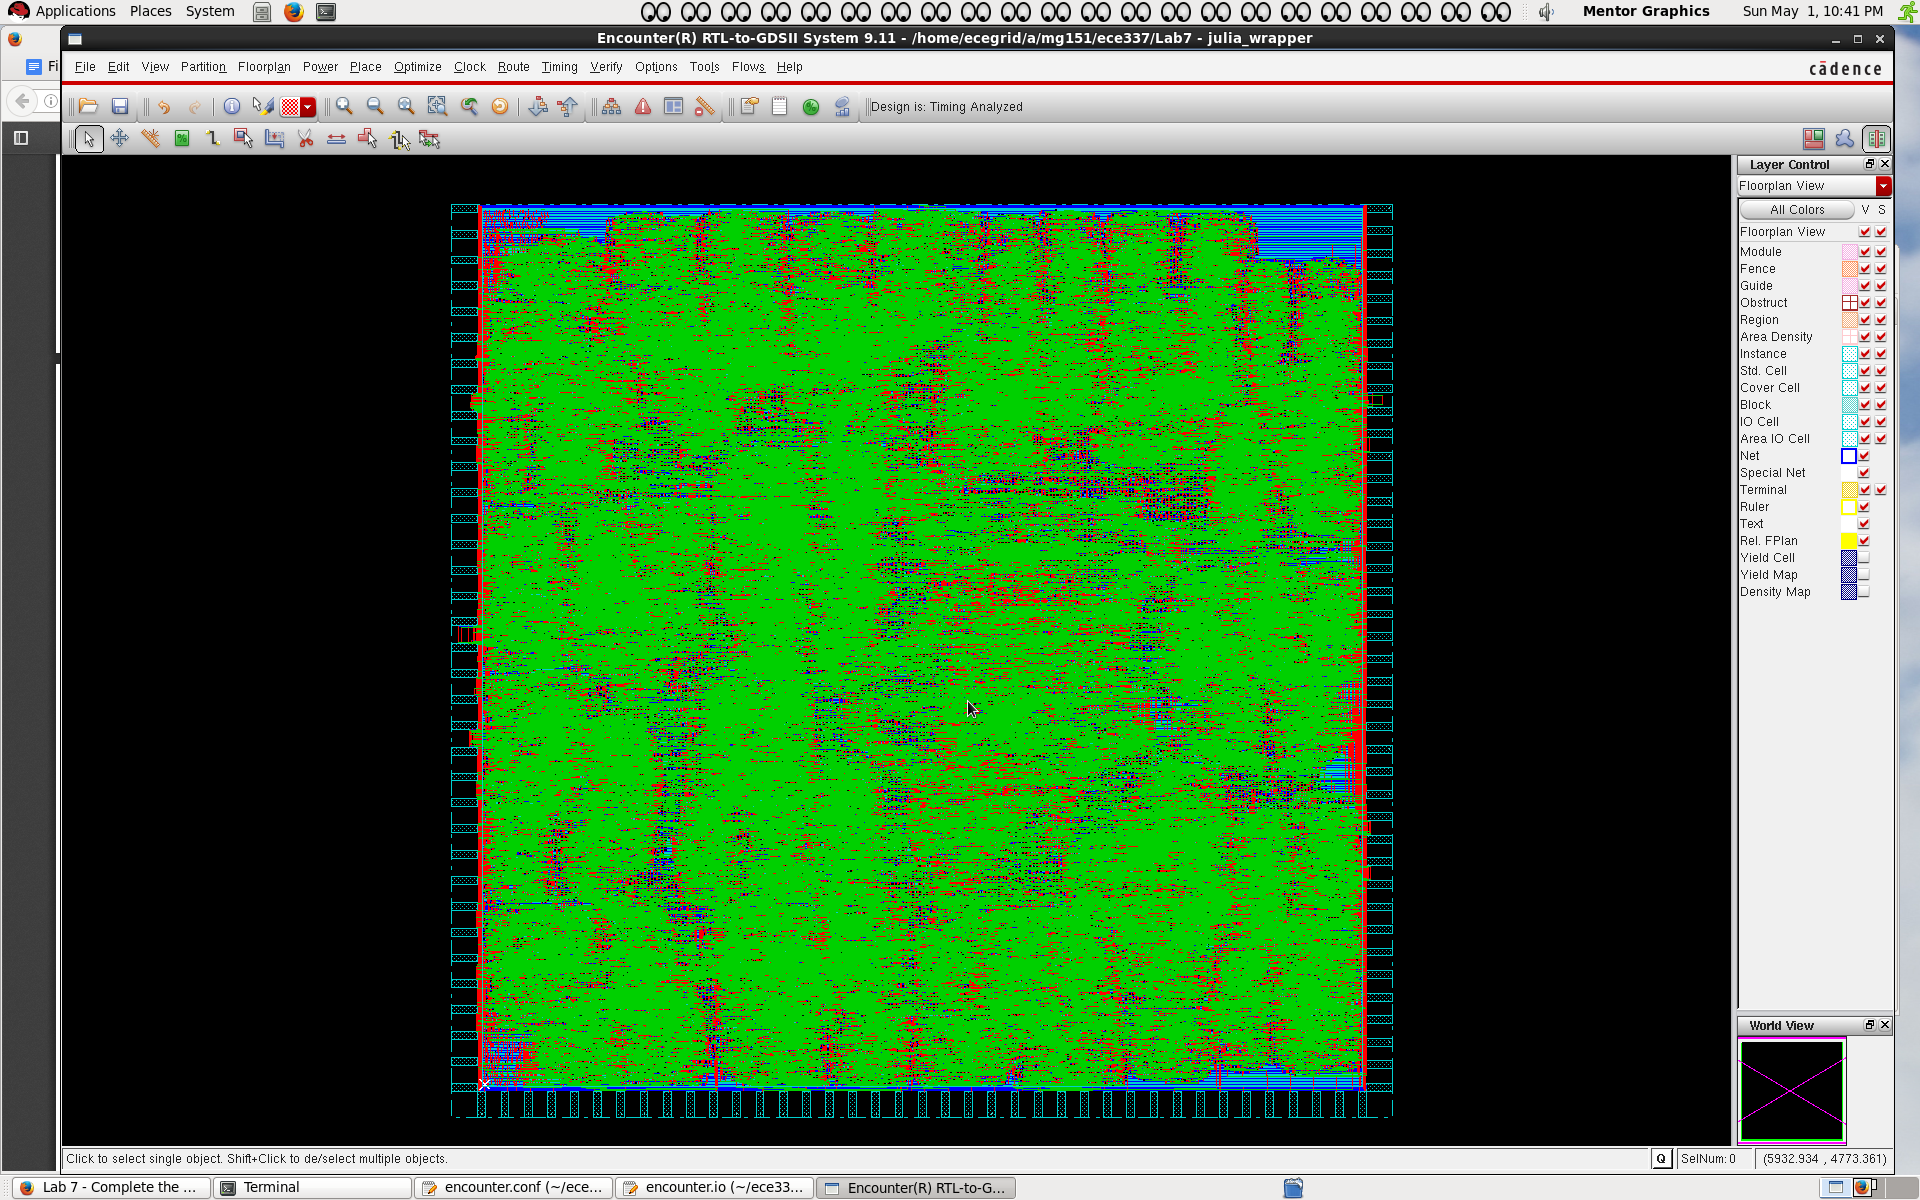 Applications Places System
Mentor Graphics Sun May 1, 10:41 PM
Encounter(R) RTL-to-GDSII System 9.11 - /home/ecegrid/a/mg151/ece337/Lab7 - julia_wrapper
Fi
File Edit View Partition Floorplan Power Place Optimize Clock Route Timing Verify Options Tools Flows Help
cādence
Design is: Timing Analyzed
Layer Control
Floorplan View
All Colors V S
Floorplan View
Module
Fence
Guide
Obstruct
Region
Area Density
Instance
Std. Cell
Cover Cell
Block
IO Cell
Area IO Cell
Net
Special Net
Terminal
Ruler
Text
Rel. FPlan
Yield Cell
Yield Map
Density Map
World View
Click to select single object. Shift+Click to de/select multiple objects.
Q SelNum: 0 (5932.934 , 4773.361)
Lab 7 - Complete the ... Terminal encounter.conf (~/ece... encounter.io (~/ece33... Encounter(R) RTL-to-G...